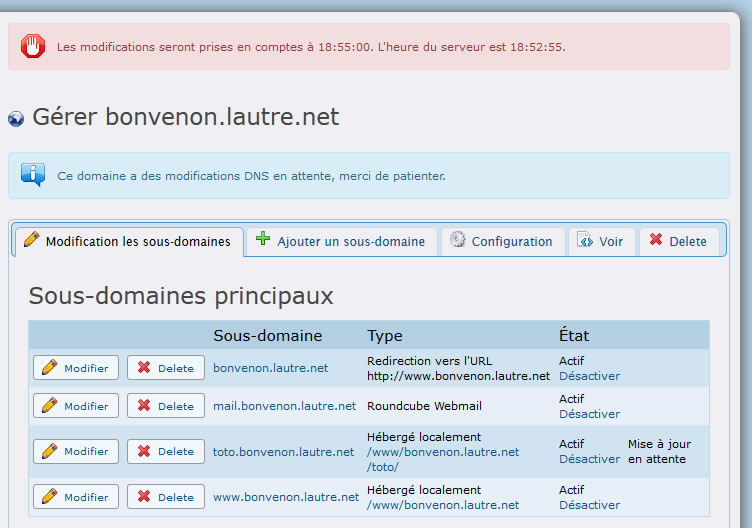 Les modifications seront prises en comptes à 18:55:00. L'heure du serveur est 18:52:55.
Gérer bonvenon.lautre.net
Ce domaine a des modifications DNS en attente, merci de patienter.
Modification les sous-domaines Ajouter un sous-domaine Configuration Voir Delete
Sous-domaines principaux
Sous-domaine Type État
Modifier Delete bonvenon.lautre.net Redirection vers l'URL Actif
http://www.bonvenon.lautre.net Désactiver
Modifier Delete mail.bonvenon.lautre.net Roundcube Webmail Actif
Désactiver
Modifier Delete toto.bonvenon.lautre.net Hébergé localement Actif Mise à jour
/www/bonvenon.lautre.net Désactiver en attente
/toto/
Modifier Delete www.bonvenon.lautre.net Hébergé localement Actif
/www/bonvenon.lautre.net Désactiver